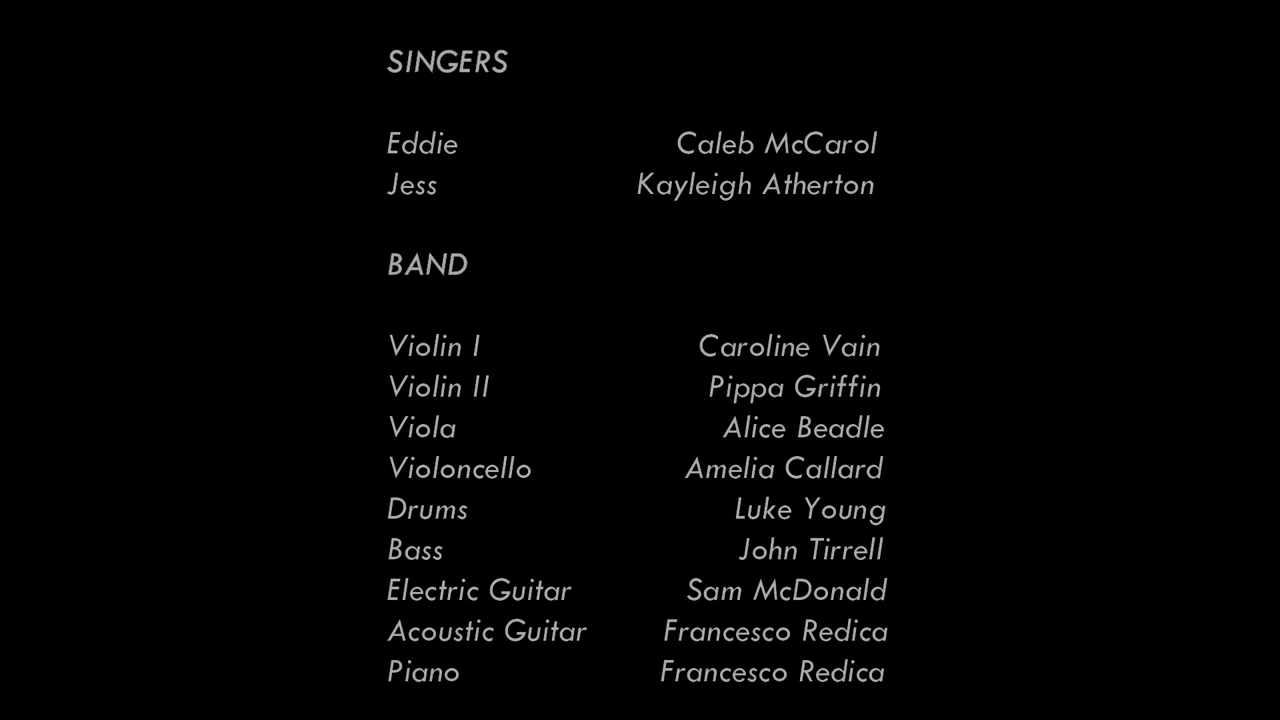 SINGERS
Eddie Caleb McCarol
Jess Kayleigh Atherton
BAND
Violin I Caroline Vain
Violin II Pippa Griffin
Viola Alice Beadle
Violoncello Amelia Callard
Drums Luke Young
Bass John Tirrell
Electric Guitar Sam McDonald
Acoustic Guitar Francesco Redica
Piano Francesco Redica